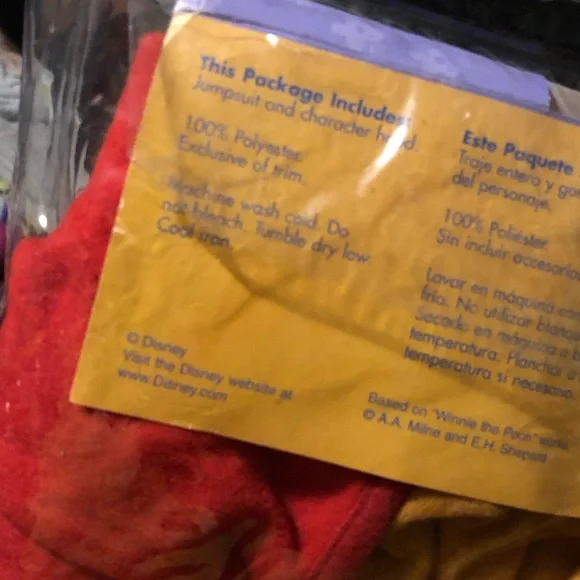 This Package Includes
Jumpsuit and character hood.
100% Polyester.
Exclusive of trim.
Machine wash cold. Do
not bleach. Tumble dry low
Cool iron.
© Disney
Visit the Disney website at
www.Disney.com
Este Paquete
Traje entero y
del personaje.
100% Poliéster.
Sin incluir accesorio
Lavar en máquina
fría. No utilizar
Secado en máquina a
temperatura. Planchar a
temperatura si necesario.
Based on "Winnie the Pooh" works.
© A.A. Milne and E.H. Shepard